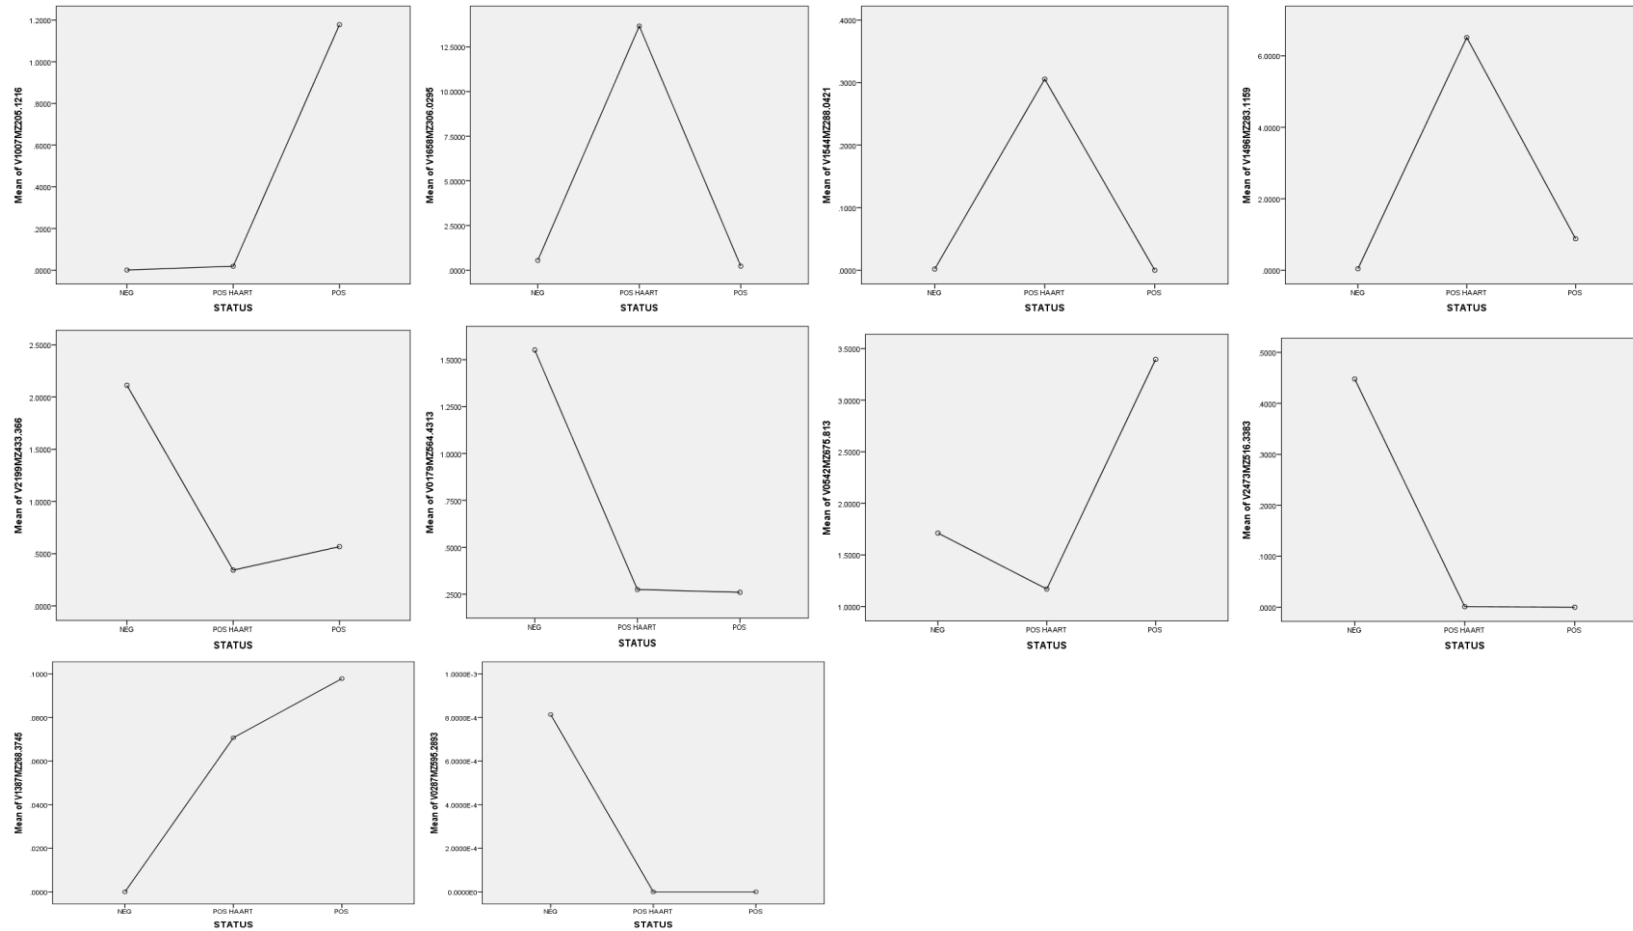 Mean of V1007MZ205.1216
1.2000
1.0000
.8000
.6000
.4000
.2000
.0000
NEG POS HAART POS
STATUS
Mean of V1658MZ306.0295
12.5000
10.0000
7.5000
5.0000
2.5000
.0000
NEG POS HAART POS
STATUS
Mean of V1544MZ288.0421
.4000
.3000
.2000
.1000
.0000
NEG POS HAART POS
STATUS
Mean of V1496MZ283.1159
6.0000
4.0000
2.0000
.0000
NEG POS HAART POS
STATUS
Mean of V2199MZ433.366
2.5000
2.0000
1.5000
1.0000
.5000
.0000
NEG POS HAART POS
STATUS
Mean of V0179MZ564.4313
1.5000
1.2500
1.0000
.7500
.5000
.2500
NEG POS HAART POS
STATUS
Mean of V0542MZ675.813
3.5000
3.0000
2.5000
2.0000
1.5000
1.0000
NEG POS HAART POS
STATUS
Mean of V2473MZ516.3383
.5000
.4000
.3000
.2000
.1000
.0000
NEG POS HAART POS
STATUS
Mean of V1387MZ268.3745
.1000
.0800
.0600
.0400
.0200
.0000
NEG POS HAART POS
STATUS
Mean of V0287MZ595.2893
1.0000E-3
8.0000E-4
6.0000E-4
4.0000E-4
2.0000E-4
0.0000E0
NEG POS HAART POS
STATUS